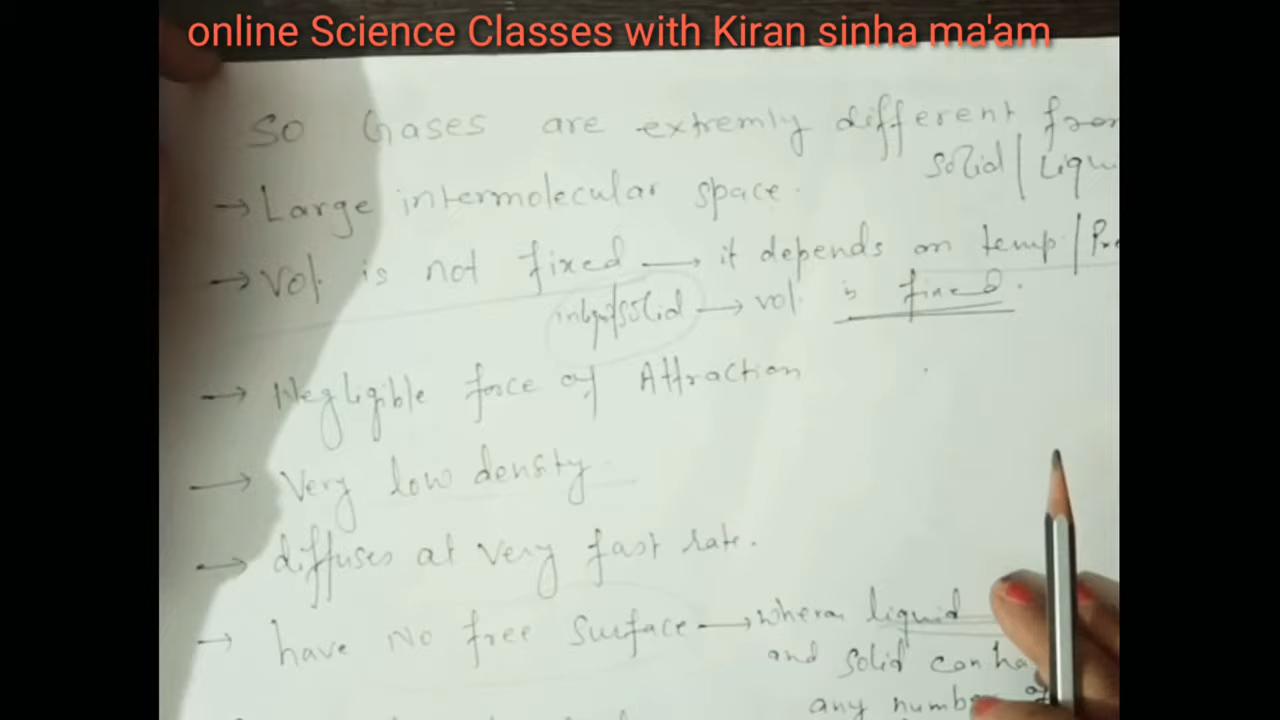 online Science Classes with Kiran sinha ma'am
So Gases are extremly different from
solid / Liqu
→ Large intermolecular space.
→ Vol. is not fixed → it depends on temp / Pre
solid → vol. is fixed.
→ Negligible force of Attraction
→ Very low density
→ diffuses at very fast rate.
→ have No free surface → wheras liquid
and solid can ha
any numb